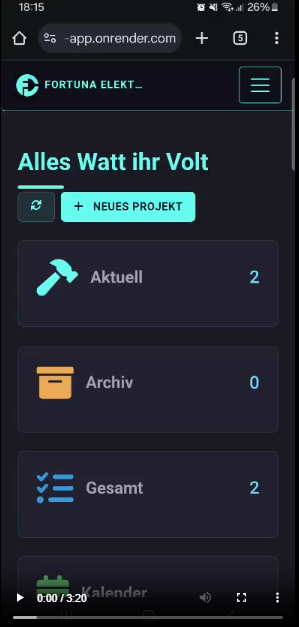 18:15
26%
-app.onrender.com
5
FORTUNA ELEKT...
Alles Watt ihr Volt
NEUES PROJEKT
Aktuell
2
Archiv
0
Gesamt
2
Kalender
0:00 / 3:20